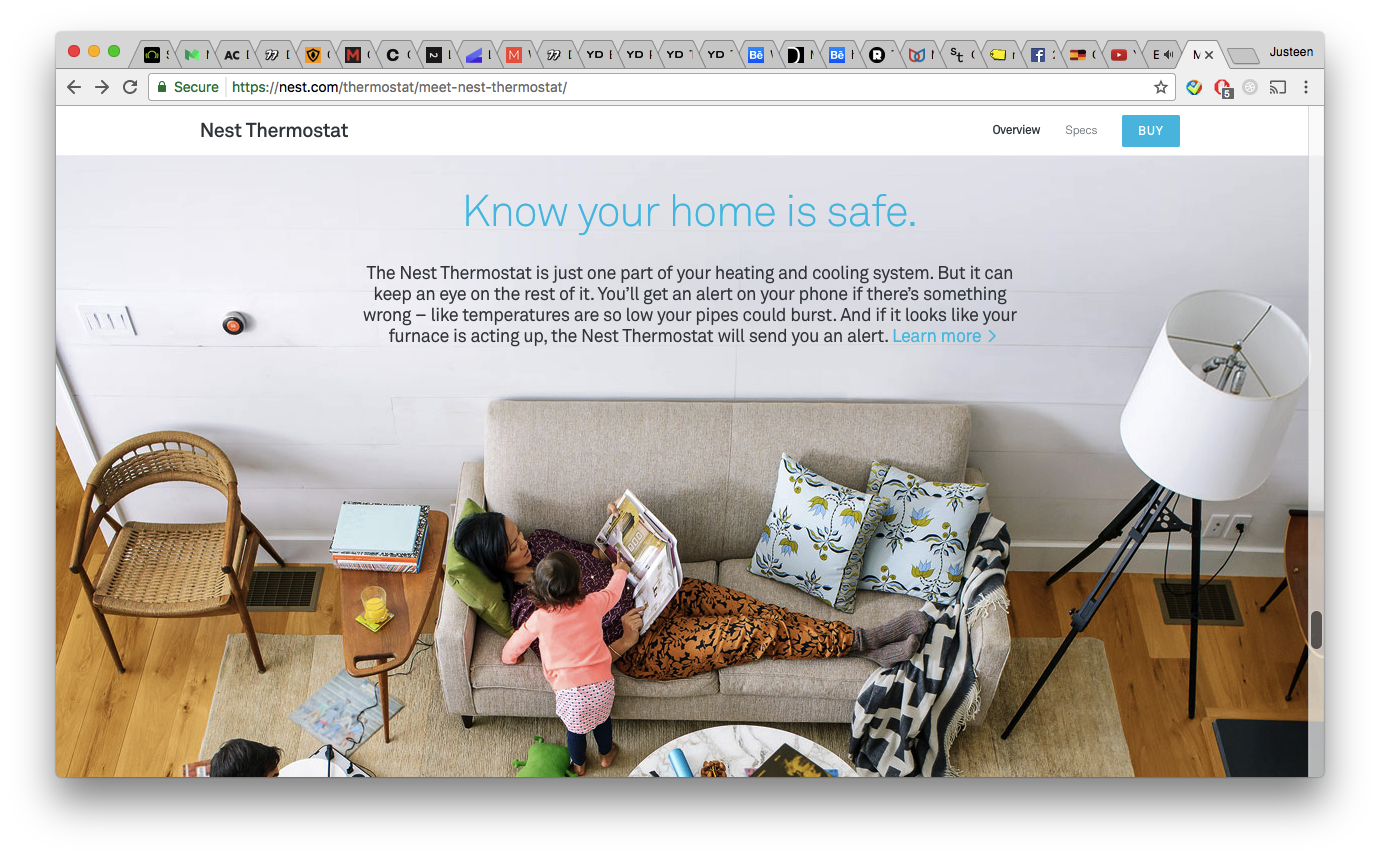 Justeen
Secure https://nest.com/thermostat/meet-nest-thermostat/
5
Nest Thermostat
Overview Specs BUY
Know your home is safe.
The Nest Thermostat is just one part of your heating and cooling system. But it can
keep an eye on the rest of it. You’ll get an alert on your phone if there’s something
wrong – like temperatures are so low your pipes could burst. And if it looks like your
furnace is acting up, the Nest Thermostat will send you an alert. Learn more >